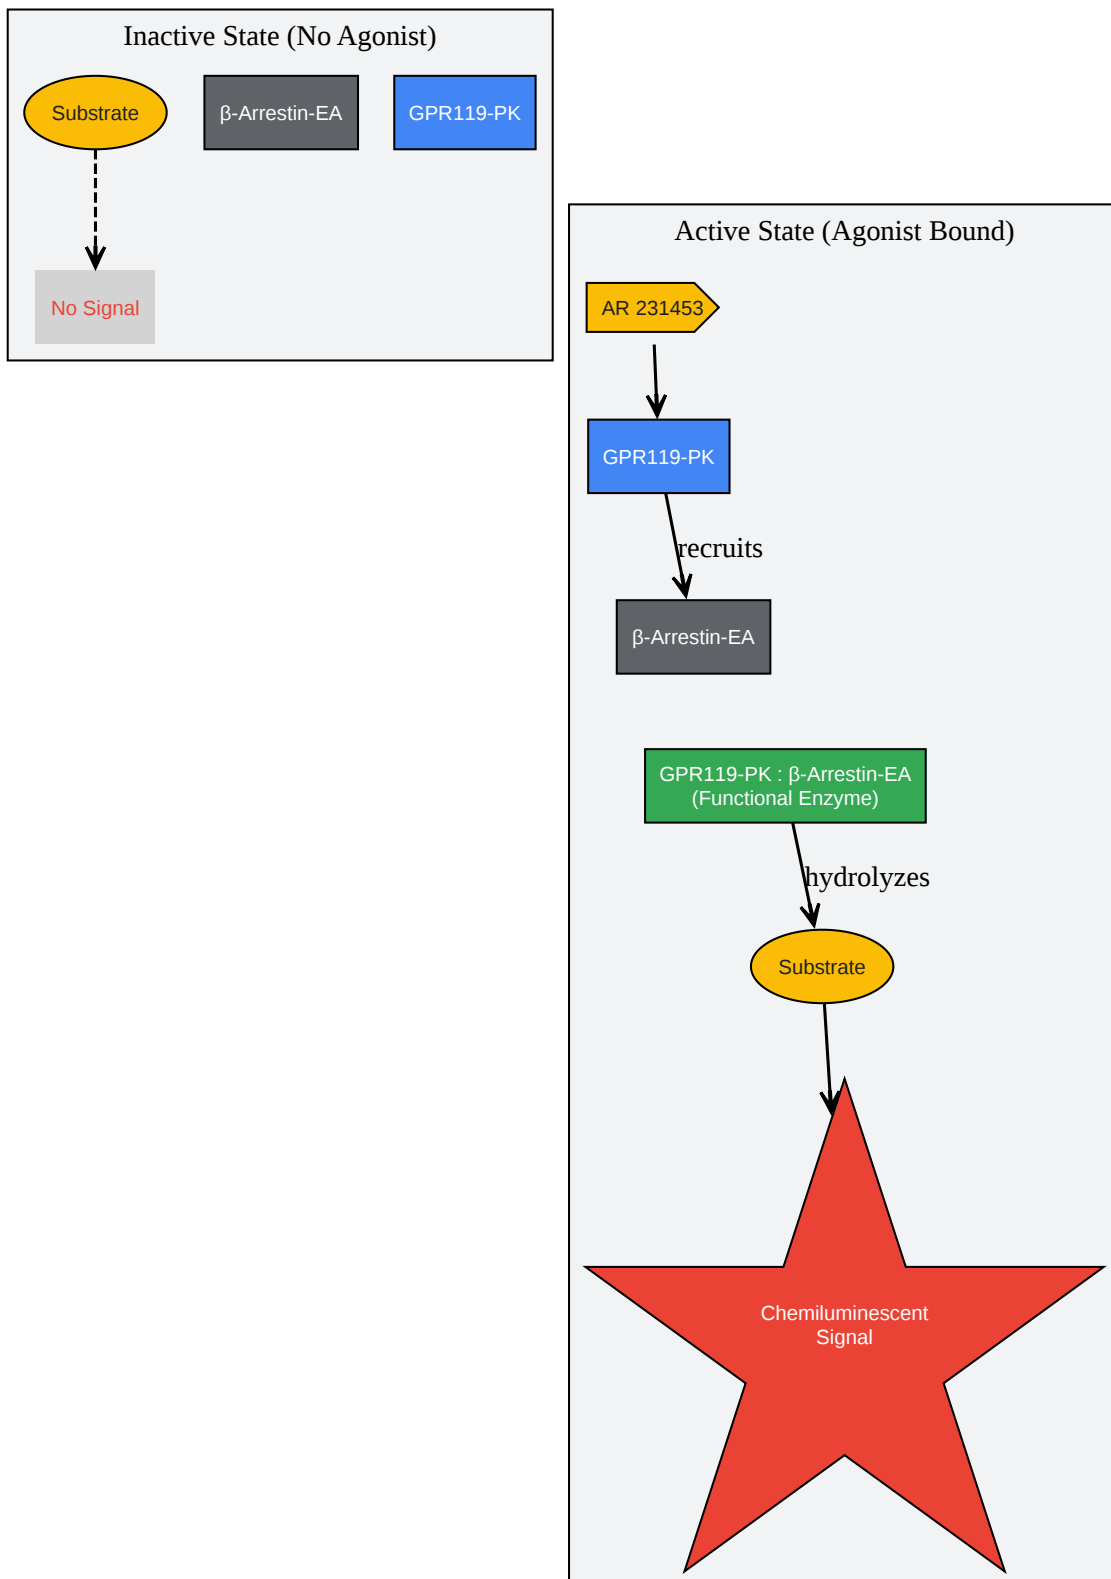 Inactive State (No Agonist)
Substrate
β-Arrestin-EA
GPR119-PK
No Signal
Active State (Agonist Bound)
AR 231453
GPR119-PK
recruits
β-Arrestin-EA
GPR119-PK : β-Arrestin-EA
(Functional Enzyme)
hydrolyzes
Substrate
Chemiluminescent
Signal